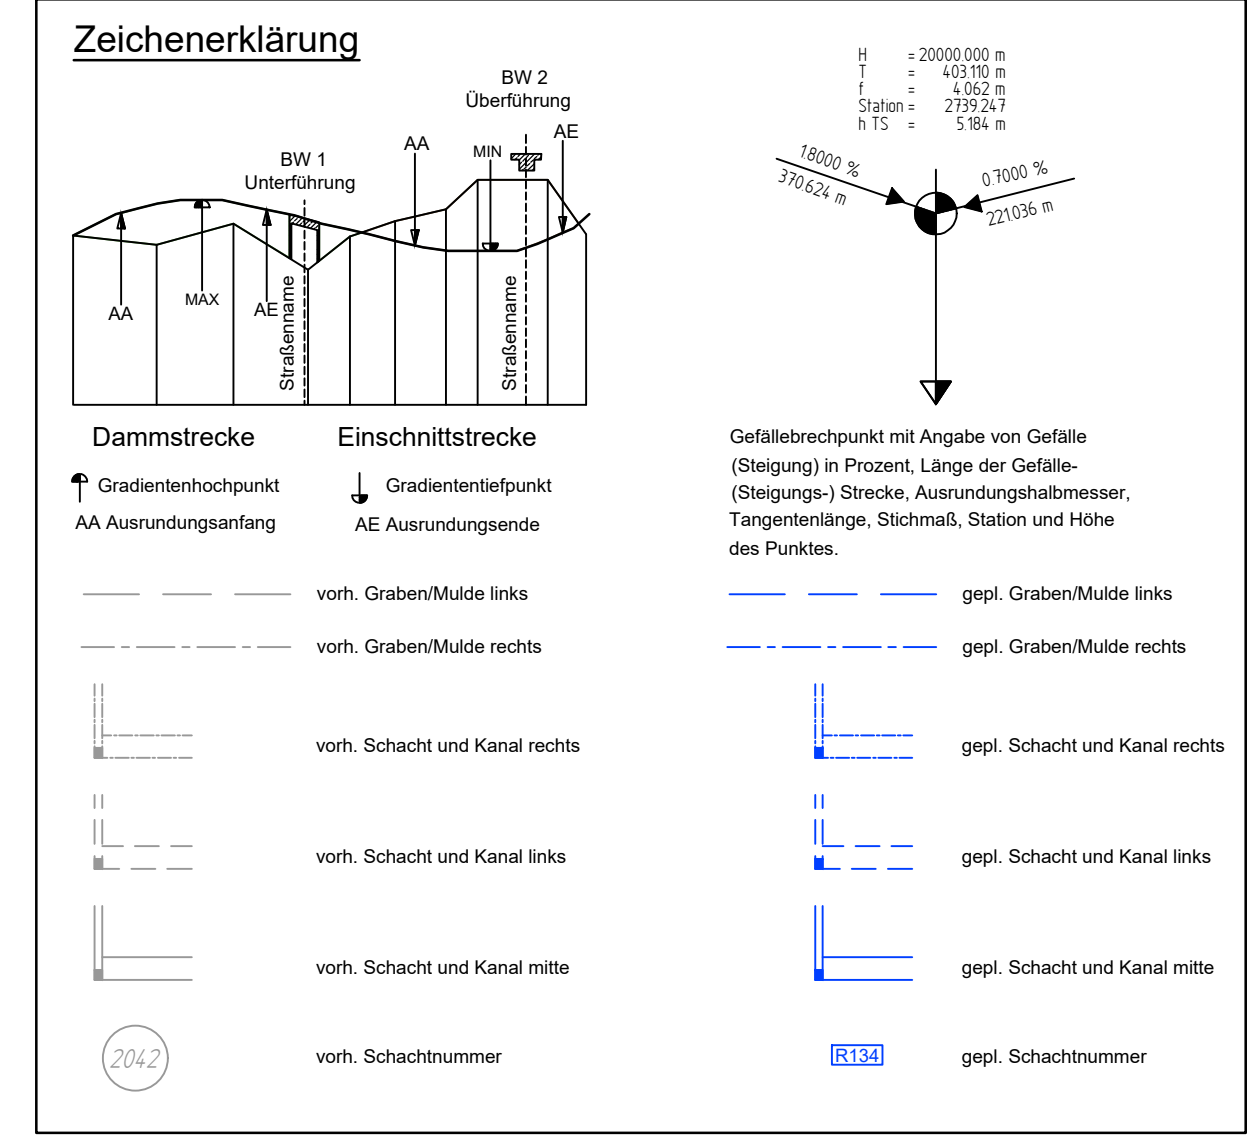 Zeichenerklärung
BW 2
Überführung
AA
MIN
AE
BW 1
Unterführung
AA
MAX
AE
Straßenname
Straßenname
H = 20000.000 m
T = 403.110 m
f = 4.062 m
Station = 2739.247
h TS = 5.184 m
1.8000 %
370.624 m
0.7000 %
221.036 m
Dammstrecke
Einschnittstrecke
Gradientenhochpunkt
Gradiententiefpunkt
AA Ausrundungsanfang
AE Ausrundungsende
Gefällebrechpunkt mit Angabe von Gefälle
(Steigung) in Prozent, Länge der Gefälle-
(Steigungs-) Strecke, Ausrundungshalbmesser,
Tangentenlänge, Stichmaß, Station und Höhe
des Punktes.
vorh. Graben/Mulde links
gepl. Graben/Mulde links
vorh. Graben/Mulde rechts
gepl. Graben/Mulde rechts
vorh. Schacht und Kanal rechts
gepl. Schacht und Kanal rechts
vorh. Schacht und Kanal links
gepl. Schacht und Kanal links
vorh. Schacht und Kanal mitte
gepl. Schacht und Kanal mitte
2042
vorh. Schachtnummer
R134
gepl. Schachtnummer